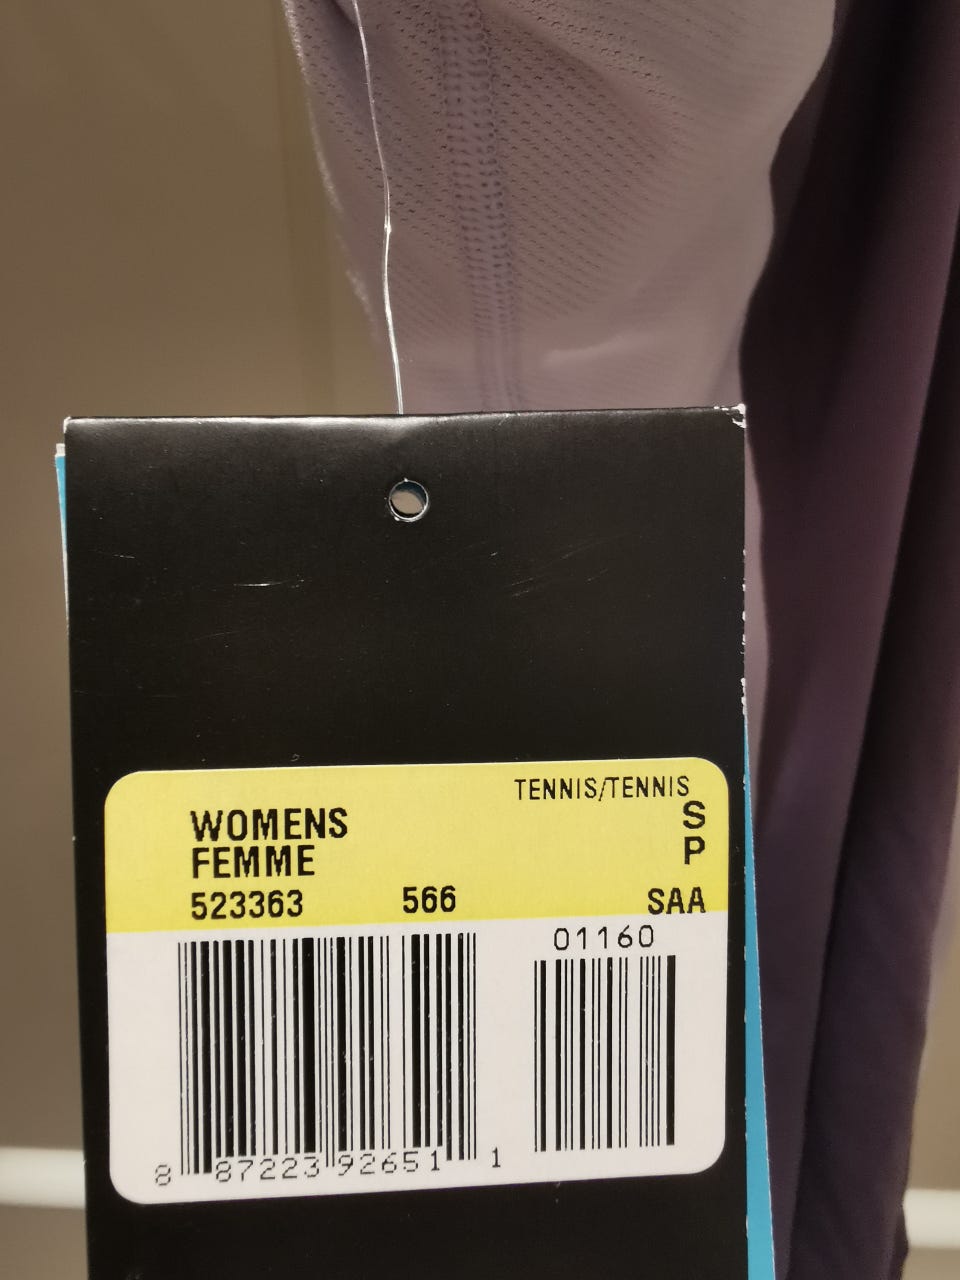 TENNIS/TENNIS
WOMENS S
FEMME P
523363 566 SAA
01160
8 87223 92651 1